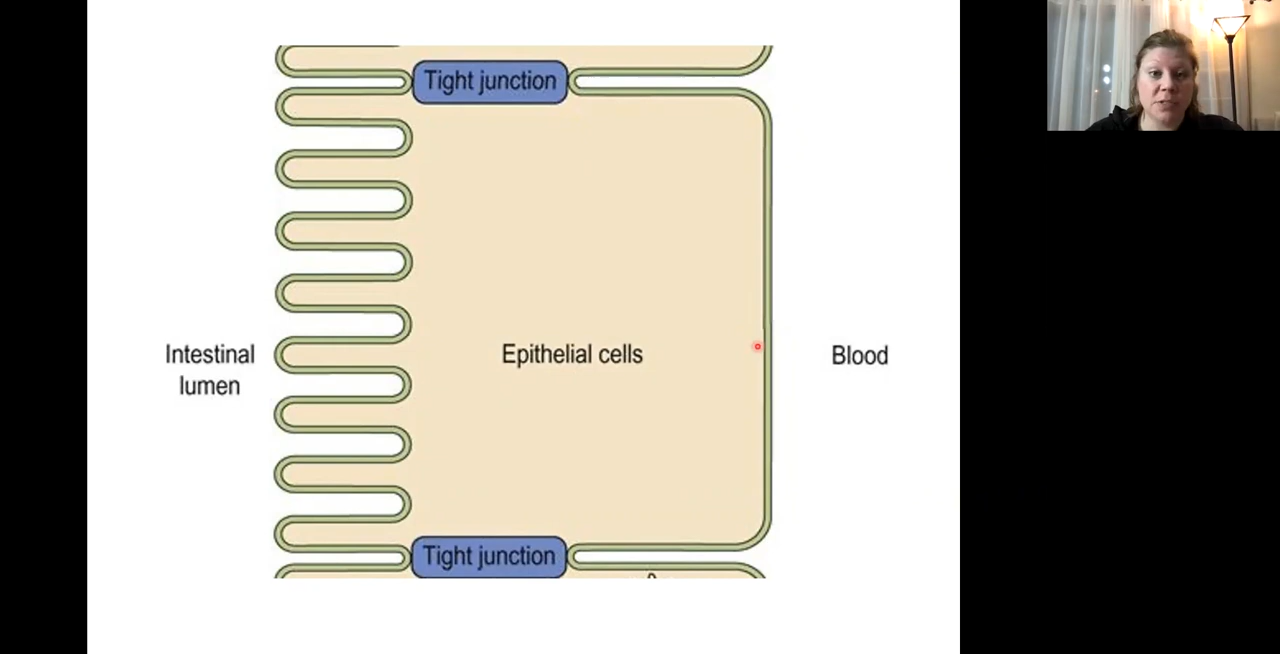 Tight junction
Intestinal
lumen
Epithelial cells
Blood
Tight junction